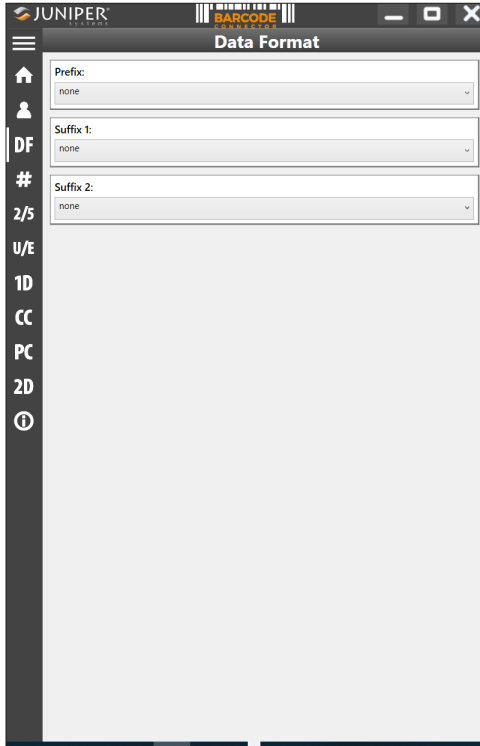 JUNIPER®
systems
BARCODE
CONNECTOR
Data Format
Prefix:
none
Suffix 1:
none
Suffix 2:
none
DF
#
2/5
U/E
1D
CC
PC
2D